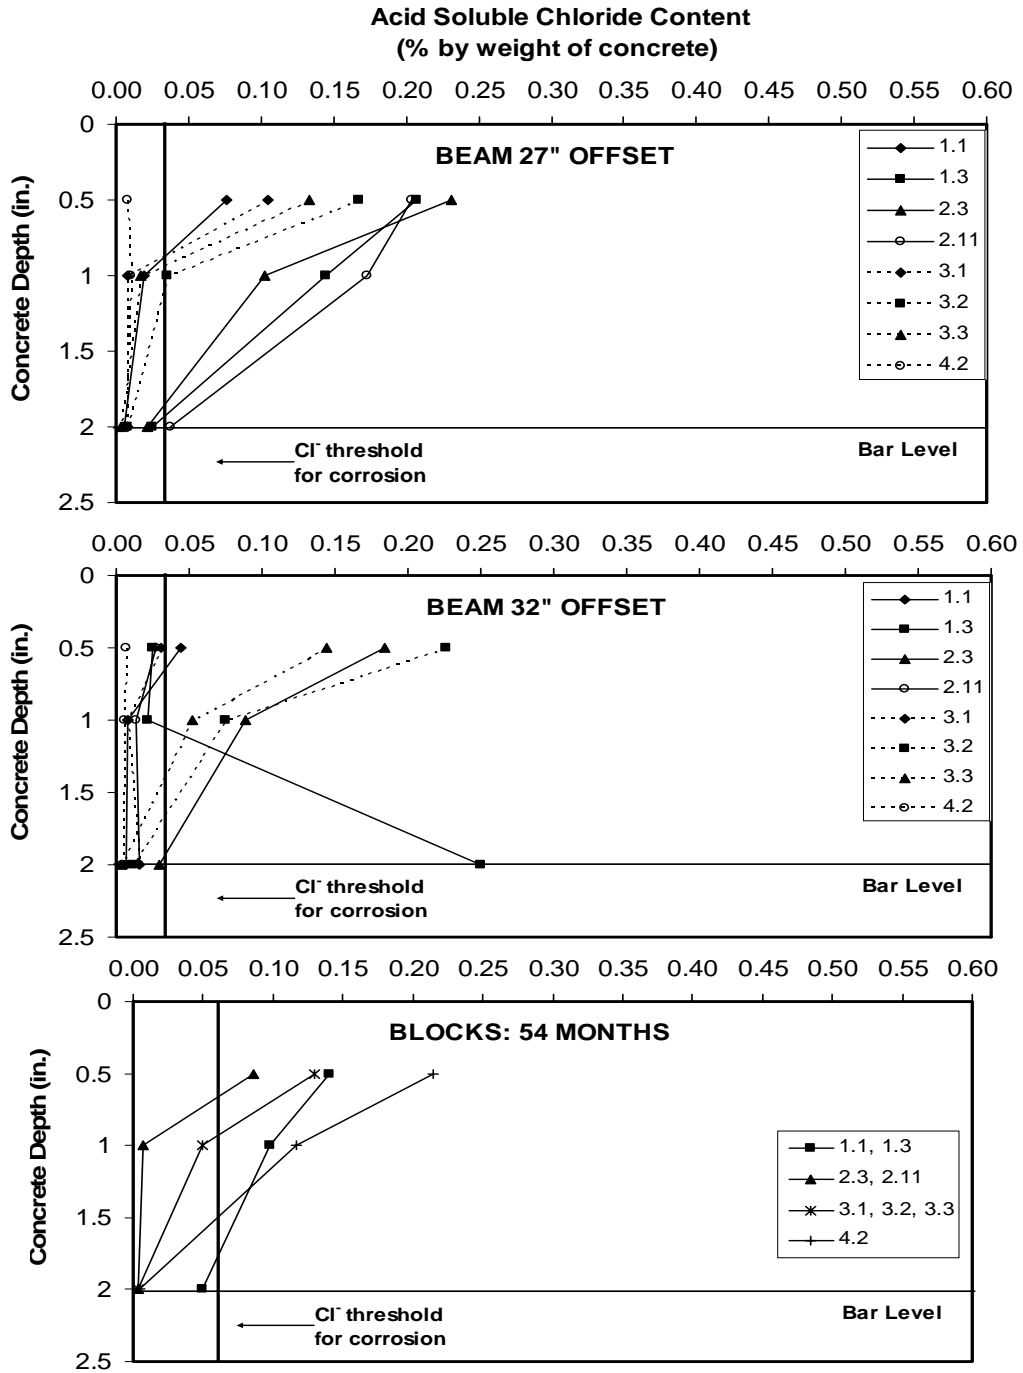 Acid Soluble Chloride Content
(% by weight of concrete)
0.00 0.05 0.10 0.15 0.20 0.25 0.30 0.35 0.40 0.45 0.50 0.55 0.60
0
0.5
1
1.5
2
2.5
Concrete Depth (in.)
BEAM 27" OFFSET
1.1
1.3
2.3
2.11
3.1
3.2
3.3
4.2
Cl- threshold
for corrosion
Bar Level
0.00 0.05 0.10 0.15 0.20 0.25 0.30 0.35 0.40 0.45 0.50 0.55 0.60
0
0.5
1
1.5
2
2.5
Concrete Depth (in.)
BEAM 32" OFFSET
1.1
1.3
2.3
2.11
3.1
3.2
3.3
4.2
Cl- threshold
for corrosion
Bar Level
0.00 0.05 0.10 0.15 0.20 0.25 0.30 0.35 0.40 0.45 0.50 0.55 0.60
0
0.5
1
1.5
2
2.5
Concrete Depth (in.)
BLOCKS: 54 MONTHS
1.1, 1.3
2.3, 2.11
3.1, 3.2, 3.3
4.2
Cl- threshold
for corrosion
Bar Level